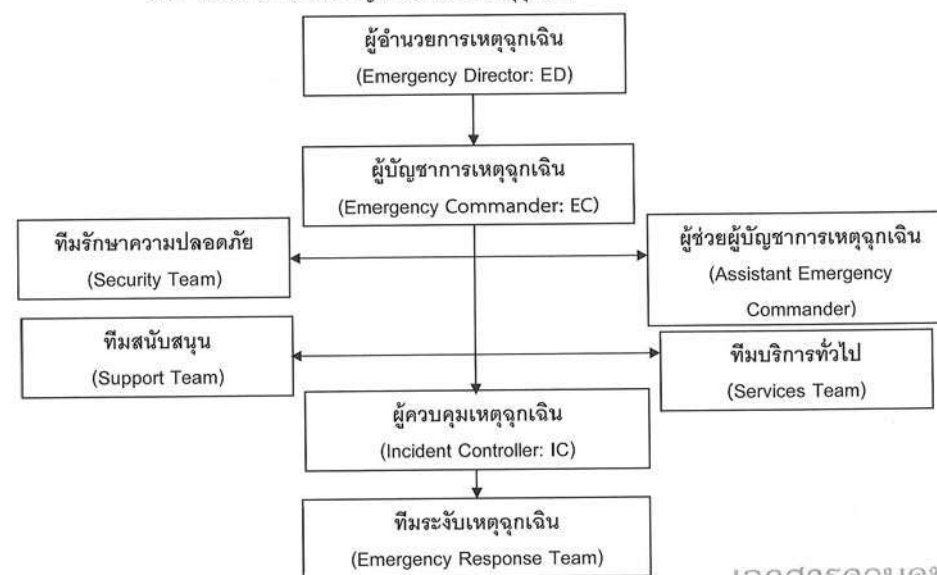 ผู้อำนวยการเหตุฉุกเฉิน
(Emergency Director: ED)
ผู้บัญชาการเหตุฉุกเฉิน
(Emergency Commander: EC)
ทีมรักษาความปลอดภัย
(Security Team)
ผู้ช่วยผู้บัญชาการเหตุฉุกเฉิน
(Assistant Emergency
Commander)
ทีมสนับสนุน
(Support Team)
ทีมบริการทั่วไป
(Services Team)
ผู้ควบคุมเหตุฉุกเฉิน
(Incident Controller: IC)
ทีมระงับเหตุฉุกเฉิน
(Emergency Response Team)